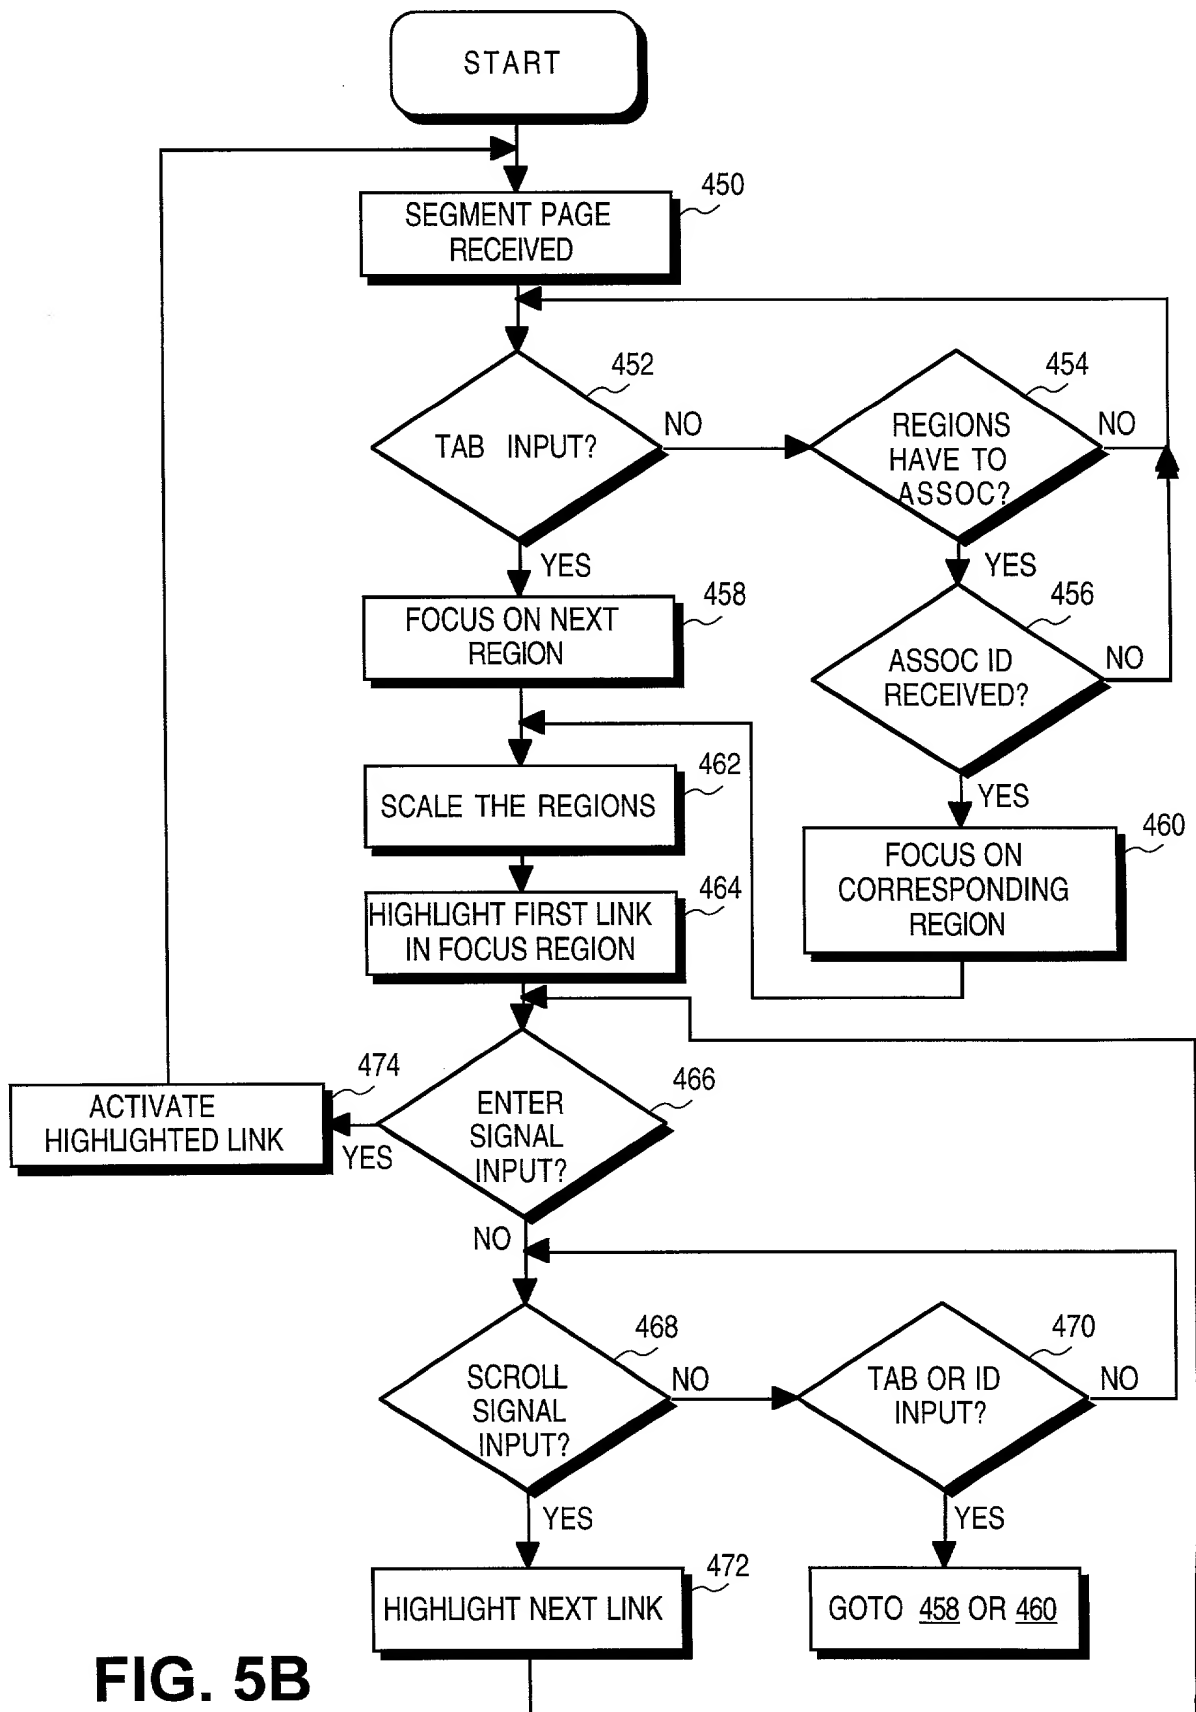 START
450
SEGMENT PAGE
RECEIVED
452
454
TAB INPUT?
NO
REGIONS
HAVE TO
ASSOC?
NO
YES
YES
458
456
FOCUS ON NEXT
REGION
ASSOC ID
RECEIVED?
NO
462
SCALE THE REGIONS
YES
460
FOCUS ON
CORRESPONDING
REGION
464
HIGHLIGHT FIRST LINK
IN FOCUS REGION
474
ACTIVATE
HIGHLIGHTED LINK
YES
466
ENTER
SIGNAL
INPUT?
NO
468
470
SCROLL
SIGNAL
INPUT?
NO
TAB OR ID
INPUT?
NO
YES
YES
472
HIGHLIGHT NEXT LINK
GOTO 458 OR 460
FIG. 5B